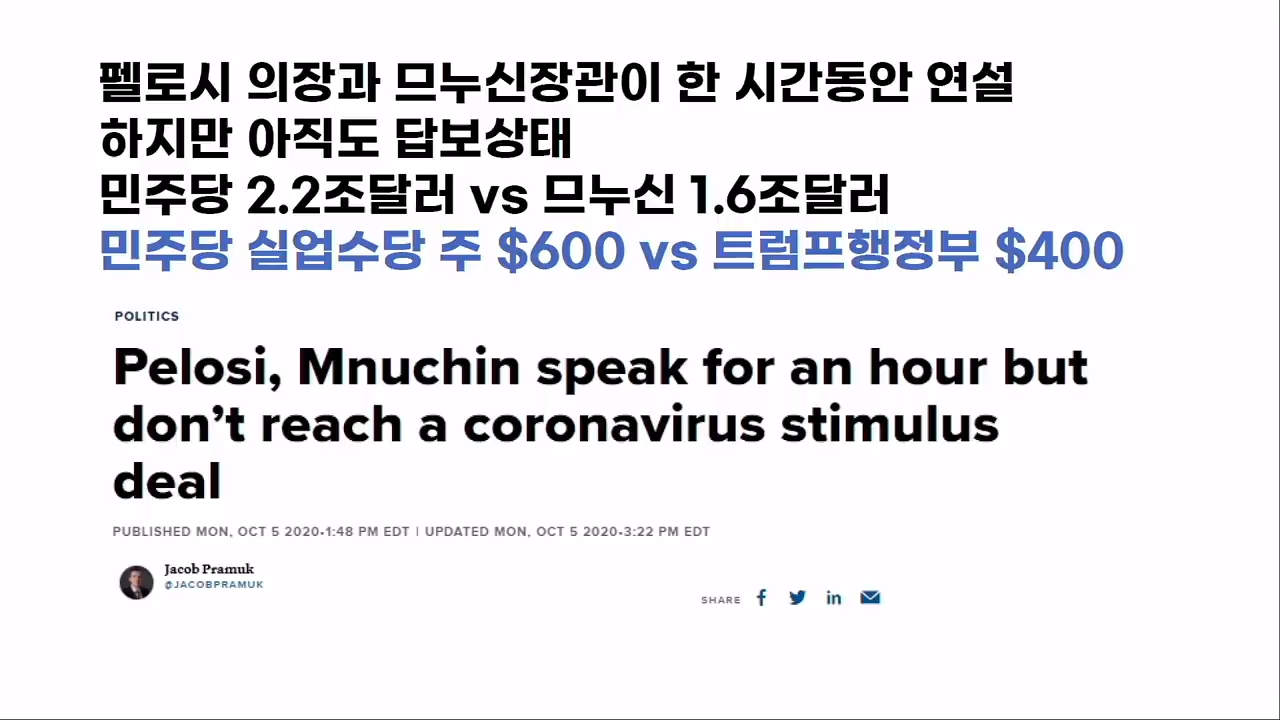 펠로시 의장과 므누신장관이 한 시간동안 연설
하지만 아직도 답보상태
민주당 2.2조달러 vs 므누신 1.6조달러
민주당 실업수당 주 $600 vs 트럼프행정부 $400
POLITICS
Pelosi, Mnuchin speak for an hour but
don’t reach a coronavirus stimulus
deal
PUBLISHED MON, OCT 5 2020•1:48 PM EDT | UPDATED MON, OCT 5 2020•3:22 PM EDT
Jacob Pramuk
@JACOBPRAMUK
SHARE